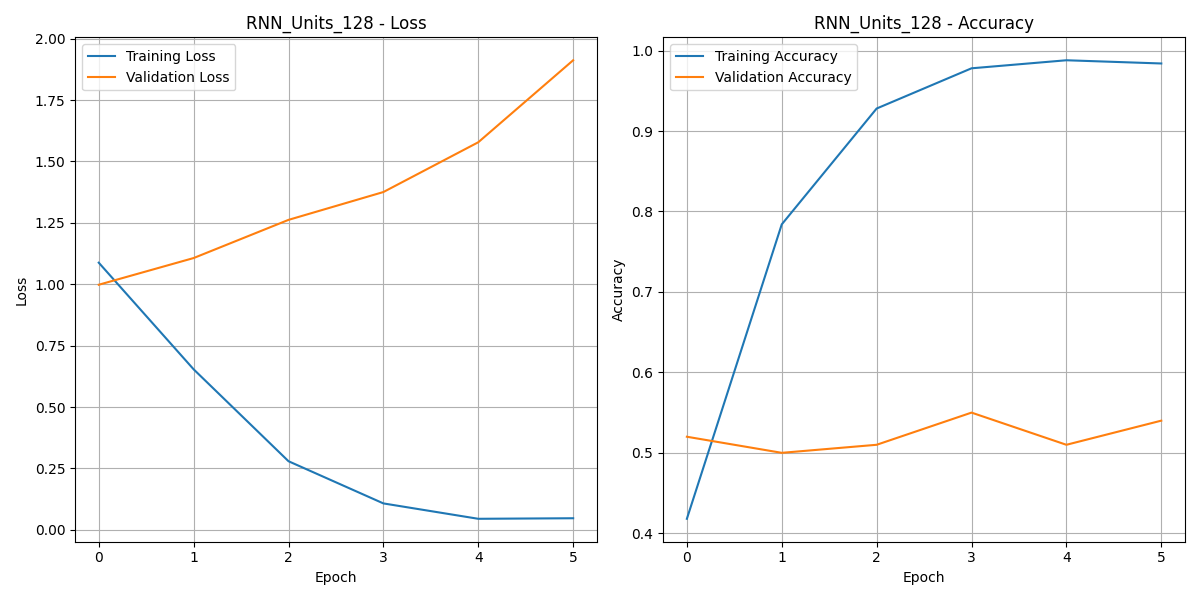 RNN_Units_128 - Loss
Training Loss
Validation Loss
2.00
1.75
1.50
1.25
1.00
0.75
0.50
0.25
0.00
Loss
0 1 2 3 4 5
Epoch
RNN_Units_128 - Accuracy
Training Accuracy
Validation Accuracy
1.0
0.9
0.8
0.7
0.6
0.5
0.4
Accuracy
0 1 2 3 4 5
Epoch